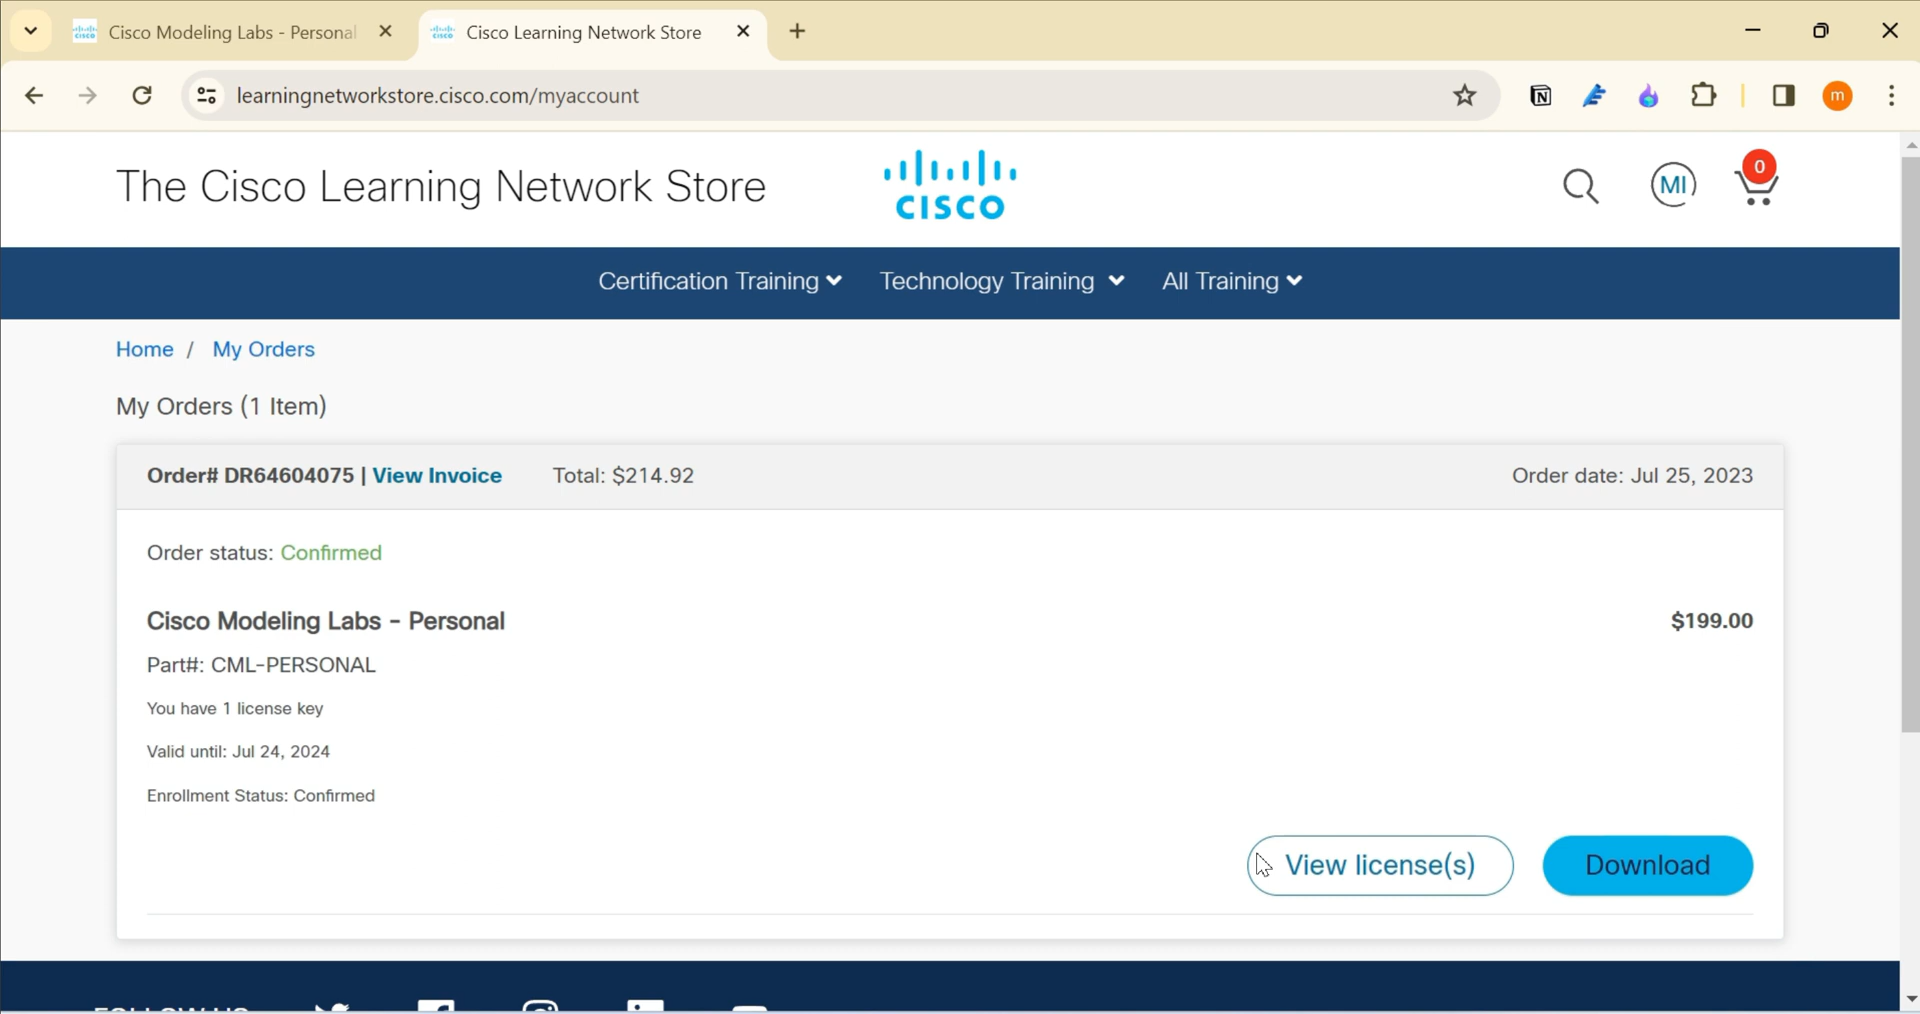 Cisco Modeling Labs - Personal
Cisco Learning Network Store
learningnetworkstore.cisco.com/myaccount
m
The Cisco Learning Network Store
CISCO
MI
0
Certification Training
Technology Training
All Training
Home / My Orders
My Orders (1 Item)
Order# DR64604075 | View Invoice
Total: $214.92
Order date: Jul 25, 2023
Order status: Confirmed
Cisco Modeling Labs - Personal
$199.00
Part#: CML-PERSONAL
You have 1 license key
Valid until: Jul 24, 2024
Enrollment Status: Confirmed
View license(s)
Download
FOLLOW US